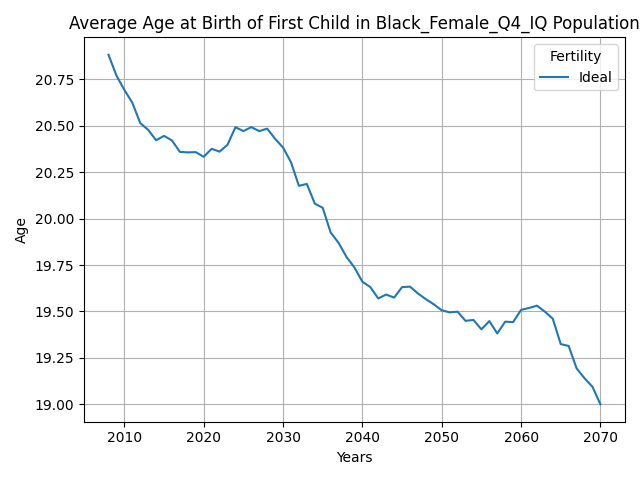 Average Age at Birth of First Child in Black_Female_Q4_IQ Population
Fertility
Ideal
20.75
20.50
20.25
20.00
19.75
19.50
19.25
19.00
Age
2010 2020 2030 2040 2050 2060 2070
Years